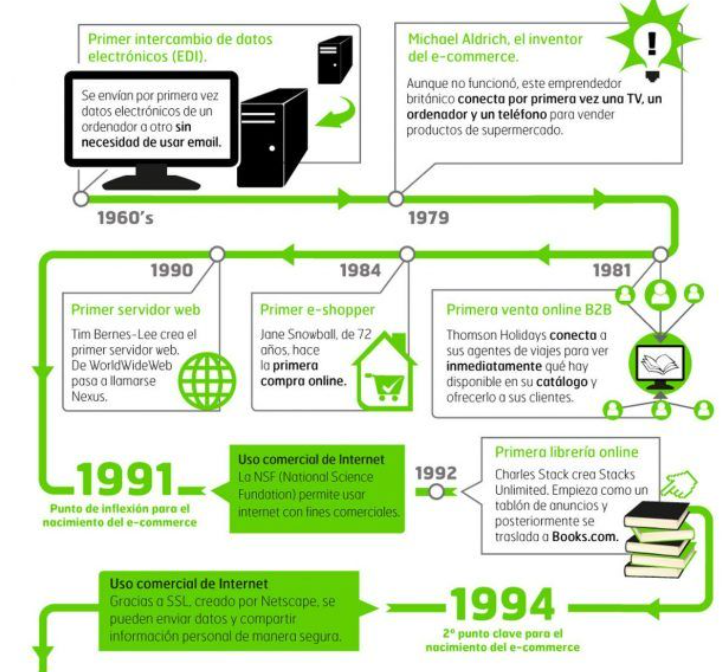 Primer intercambio de datos
electrónicos (EDI).
Se envían por primera vez
datos electrónicos de un
ordenador a otro sin
necesidad de usar email.
1960's
Michael Aldrich, el inventor
del e-commerce.
Aunque no funcionó, este emprendedor
británico conecta por primera vez una TV, un
ordenador y un teléfono para vender
productos de supermercado.
1979
1981
Primera venta online B2B
Thomson Holidays conecta a
sus agentes de viajes para ver
inmediatamente qué hay
disponible en su catálogo y
ofrecerlo a sus clientes.
1984
Primer e-shopper
Jane Snowball, de 72
años, hace
la primera
compra online.
1990
Primer servidor web
Tim Bernes-Lee crea el
primer servidor web.
De WorldWideWeb
pasa a llamarse
Nexus.
1991
Punto de inflexión para el
nacimiento del e-commerce
Uso comercial de Internet
La NSF (National Science
Fundation) permite usar
internet con fines comerciales.
1992
Primera librería online
Charles Stack crea Stacks
Unlimited. Empieza como un
tablón de anuncios y
posteriormente se
traslada a Books.com.
1994
2º punto clave para el
nacimiento del e-commerce
Uso comercial de Internet
Gracias a SSL, creado por Netscape, se
pueden enviar datos y compartir
información personal de manera segura.